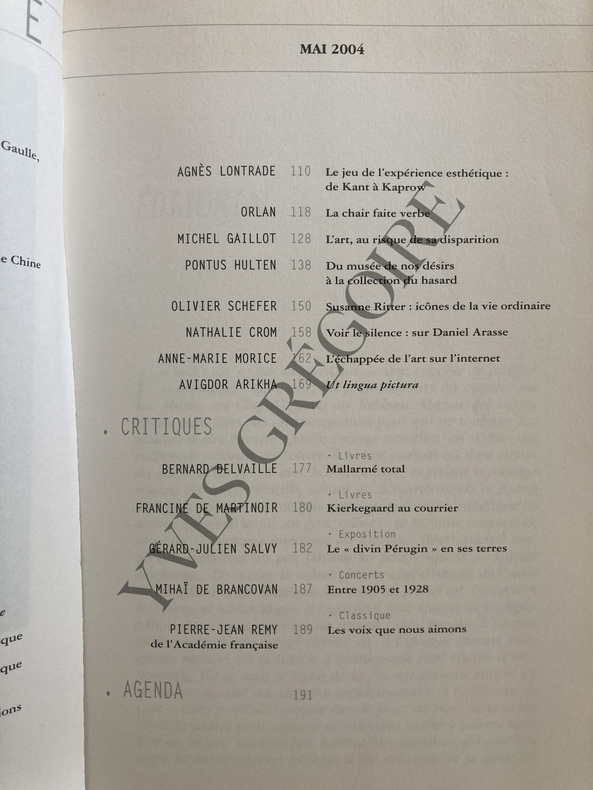 E
Gaulle,
e Chine
e
que
que
ions
MAI 2004
AGNÈS LONTRADE 110 Le jeu de l'expérience esthétique :
de Kant à Kaprow
ORLAN 118 La chair faite verbe
MICHEL GAILLOT 128 L'art, au risque de sa disparition
PONTUS HULTEN 138 Du musée de nos désirs
à la collection du hasard
OLIVIER SCHEFER 150 Susanne Ritter : icônes de la vie ordinaire
NATHALIE CROM 158 Voir le silence : sur Daniel Arasse
ANNE-MARIE MORICE 162 L'échappée de l'art sur l'internet
AVIGDOR ARIKHA 169 Ut lingua pictura
. CRITIQUES
· Livres
BERNARD DELVAILLE 177 Mallarmé total
· Livres
FRANCINE DE MARTINOIR 180 Kierkegaard au courrier
· Exposition
GÉRARD-JULIEN SALVY 182 Le « divin Pérugin » en ses terres
· Concerts
MIHAÏ DE BRANCOVAN 187 Entre 1905 et 1928
· Classique
PIERRE-JEAN REMY 189 Les voix que nous aimons
de l'Académie française
. AGENDA 191
YVES GRÉGOIRE